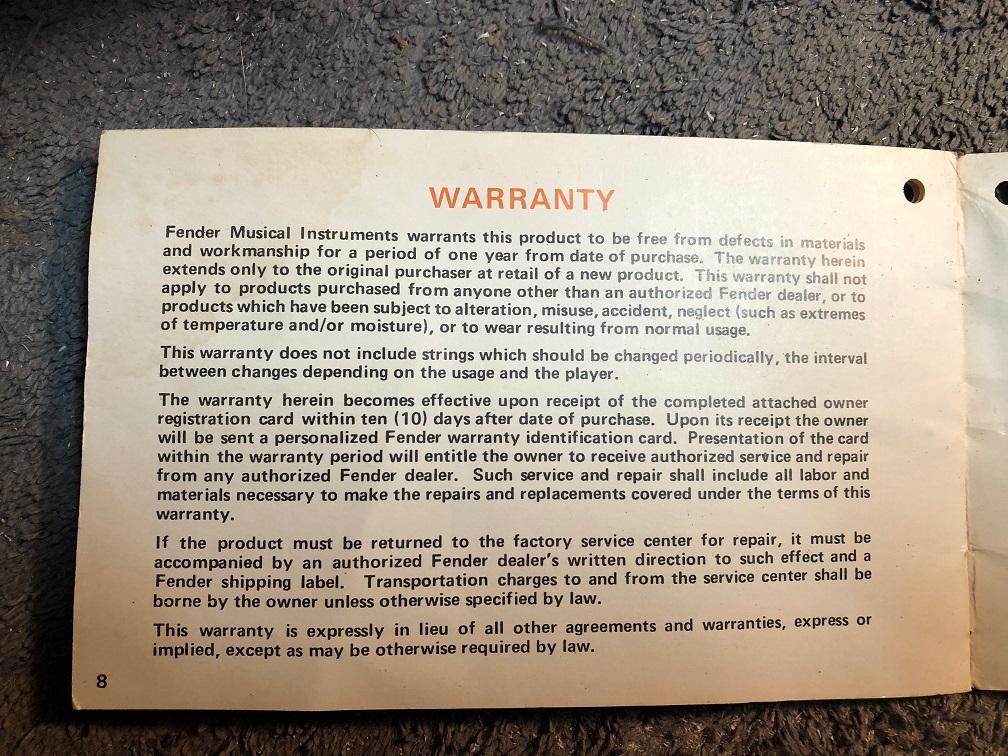 WARRANTY
Fender Musical Instruments warrants this product to be free from defects in materials
and workmanship for a period of one year from date of purchase. The warranty herein
extends only to the original purchaser at retail of a new product. This warranty shall not
apply to products purchased from anyone other than an authorized Fender dealer, or to
products which have been subject to alteration, misuse, accident, neglect (such as extremes
of temperature and/or moisture), or to wear resulting from normal usage.
This warranty does not include strings which should be changed periodically, the interval
between changes depending on the usage and the player.
The warranty herein becomes effective upon receipt of the completed attached owner
registration card within ten (10) days after date of purchase. Upon its receipt the owner
will be sent a personalized Fender warranty identification card. Presentation of the card
within the warranty period will entitle the owner to receive authorized service and repair
from any authorized Fender dealer. Such service and repair shall include all labor and
materials necessary to make the repairs and replacements covered under the terms of this
warranty.
If the product must be returned to the factory service center for repair, it must be
accompanied by an authorized Fender dealer's written direction to such effect and a
Fender shipping label. Transportation charges to and from the service center shall be
borne by the owner unless otherwise specified by law.
This warranty is expressly in lieu of all other agreements and warranties, express or
implied, except as may be otherwise required by law.
8